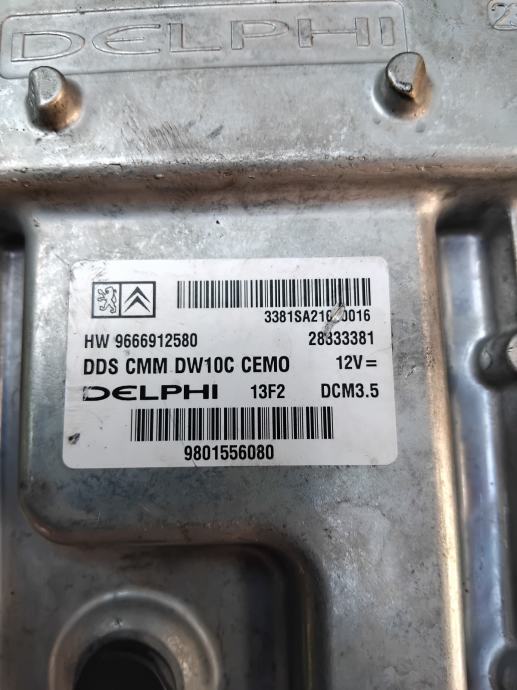 DELPHI
HW 9666912580
28333381
DDS CMM DW10C CEMO 12V=
DELPHI 13F2 DCM3.5
9801556080